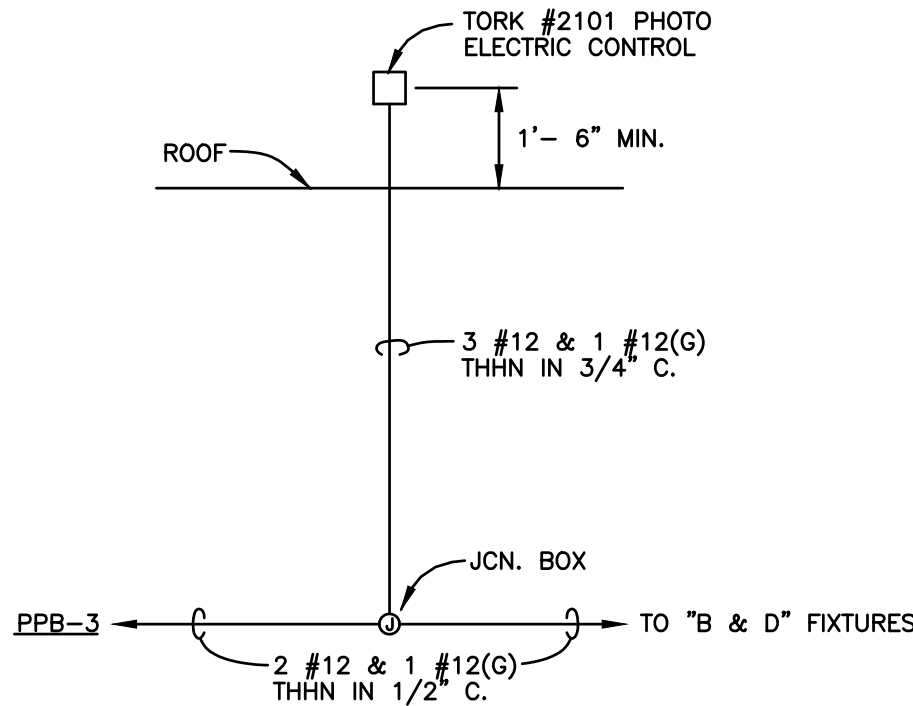 TORK #2101 PHOTO
ELECTRIC CONTROL
1'- 6" MIN.
ROOF
3 #12 & 1 #12(G)
THHN IN 3/4" C.
JCN. BOX
J
PPB-3
TO "B & D" FIXTURES
2 #12 & 1 #12(G)
THHN IN 1/2" C.